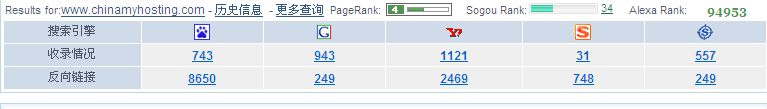 Results for:www.chinamyhosting.com - 历史信息 - 更多查询 PageRank: 4 Sogou Rank: 34 Alexa Rank: 94953
搜索引擎
收录情况 743 943 1121 31 557
反向链接 8650 249 2469 748 249